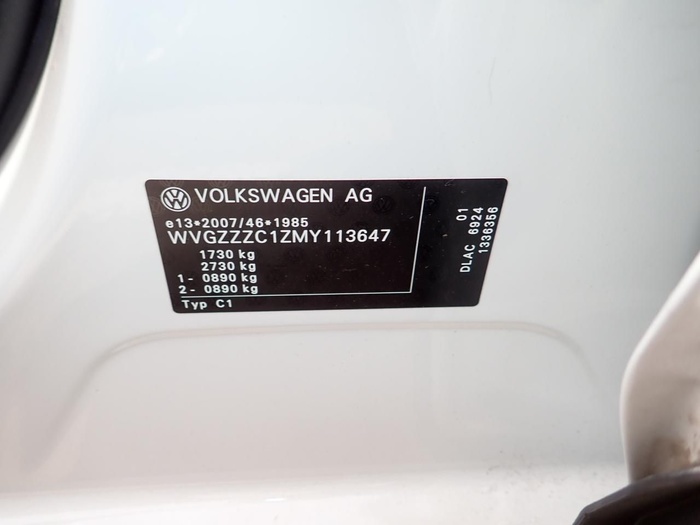 VOLKSWAGEN AG
e13*2007/46*1985
WVGZZZC1ZMY113647
1730 kg
2730 kg
1 - 0890 kg
2 - 0890 kg
Typ C1
01
DLAC 6924
1336356